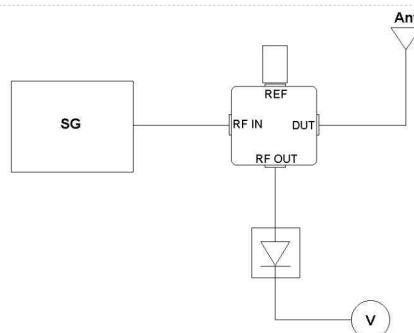 Ant
REF
SG
RF IN
DUT
RF OUT
V